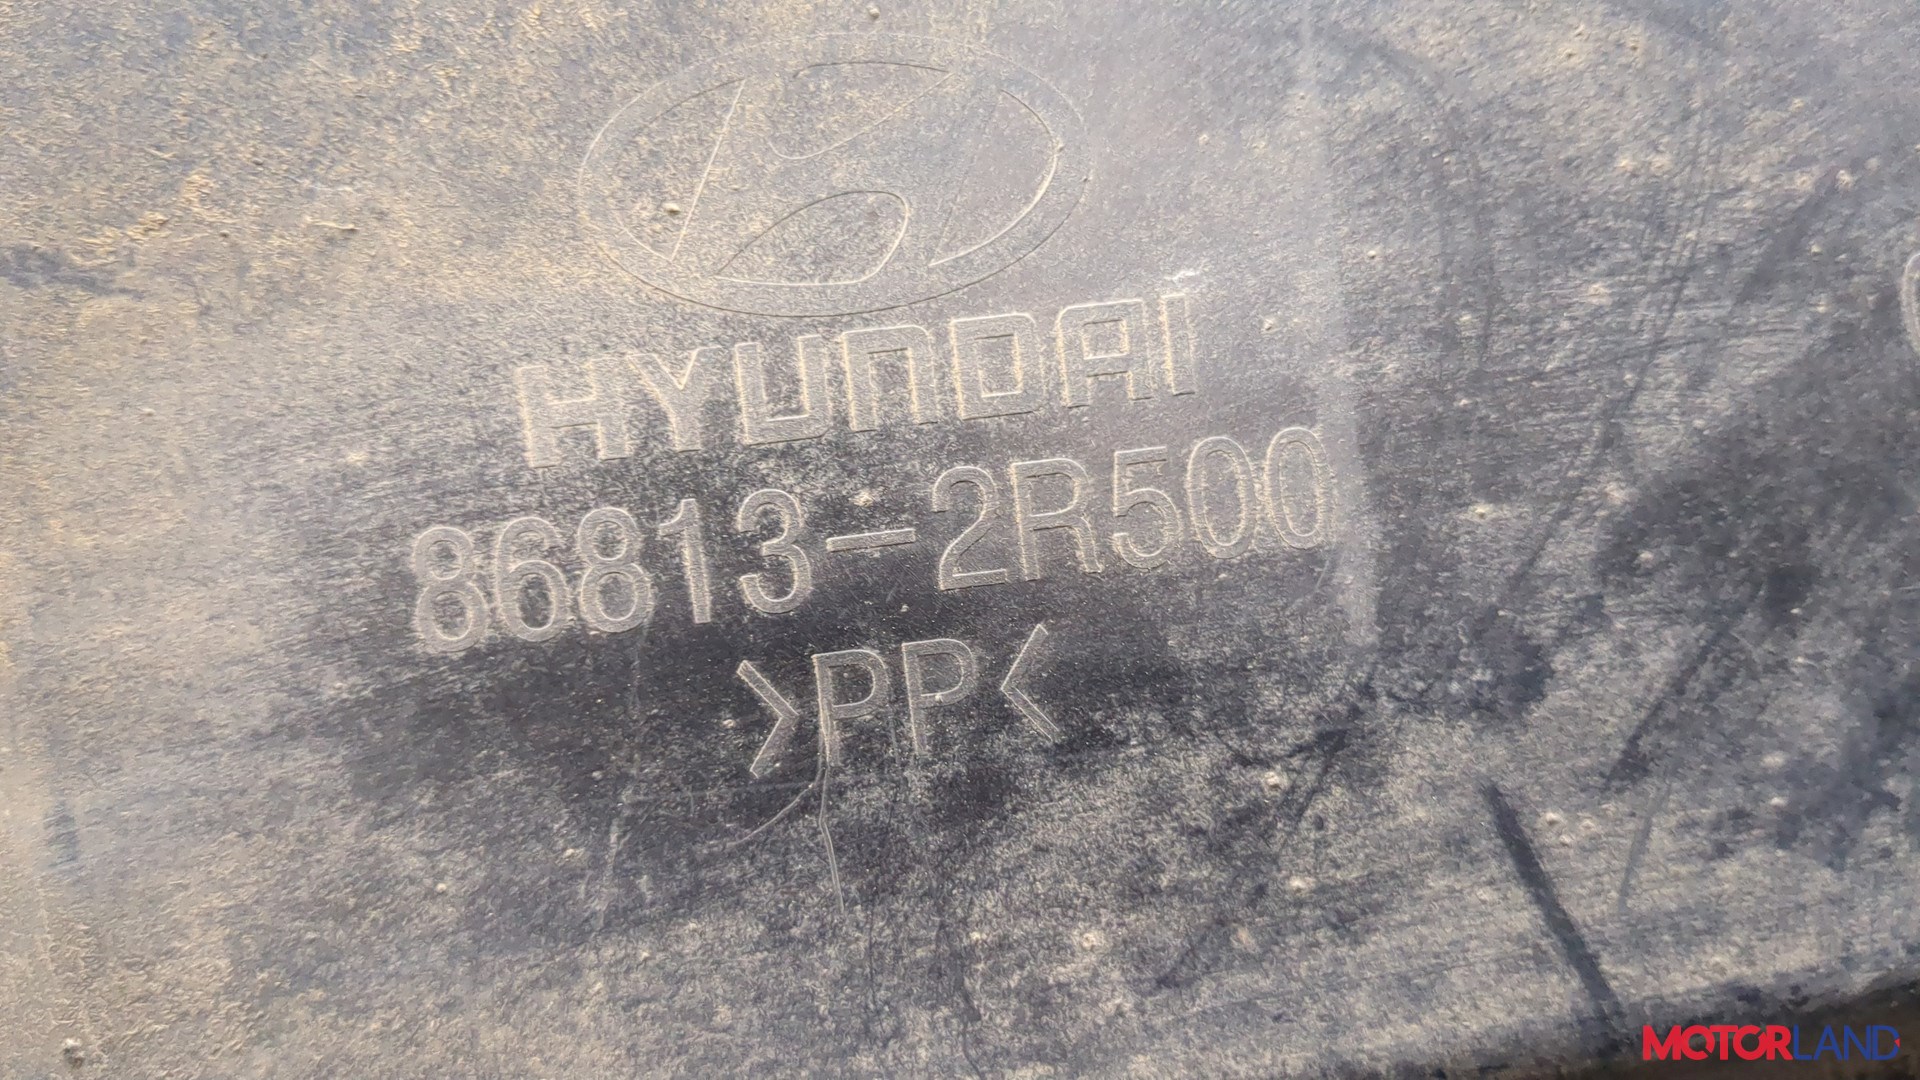 HYUNDAI
86813-2R500
>PP<
MOTORLAND